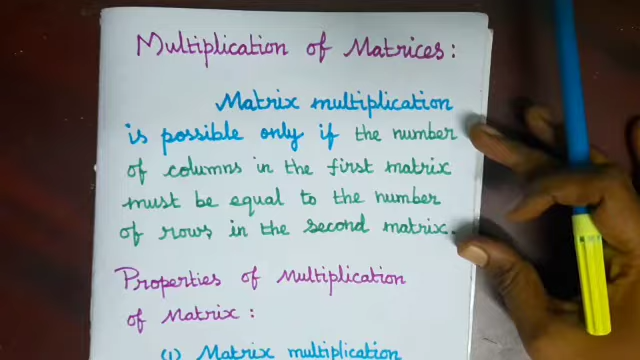 Multiplication of Matrices:
Matrix multiplication
is possible only if the number
of columns in the first matrix
must be equal to the number
of rows in the second matrix.
Properties of Multiplication
of Matrix:
(1) Matrix multiplication